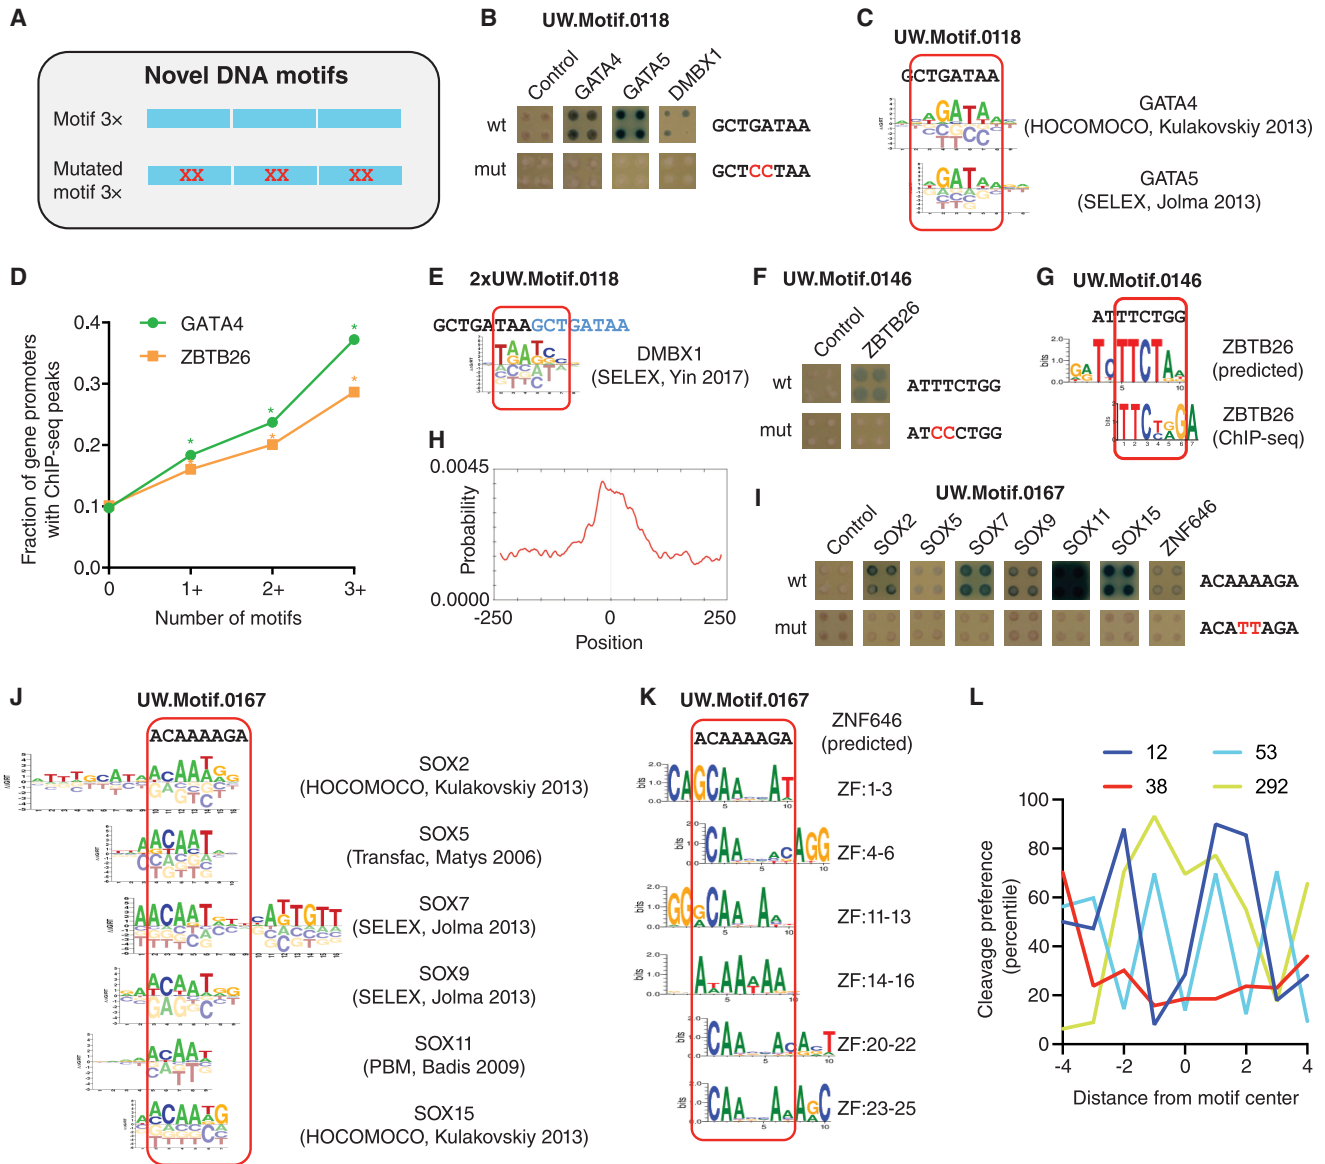 A
Novel DNA motifs
Motif 3×
Mutated
motif 3×
XX XX XX
B
UW.Motif.0118
Control GATA4 GATA5 DMBX1
wt
GCTGATAA
mut
GCTCCTAA
C
UW.Motif.0118
GCTGATAA
GATA4
(HOCOMOCO, Kulakovskiy 2013)
GATA5
(SELEX, Jolma 2013)
D
Fraction of gene promoters
with ChIP-seq peaks
GATA4
ZBTB26
0.4
0.3
0.2
0.1
0.0
0 1+ 2+ 3+
Number of motifs
E
2xUW.Motif.0118
GCTGATAAGCTGATAA
DMBX1
(SELEX, Yin 2017)
F
UW.Motif.0146
Control ZBTB26
wt
ATTTCTGG
mut
ATCCCTGG
G
UW.Motif.0146
ATTTCTGG
ZBTB26
(predicted)
ZBTB26
(ChIP-seq)
H
0.0045
Probability
0.0000
-250 0 250
Position
I
UW.Motif.0167
Control SOX2 SOX5 SOX7 SOX9 SOX11 SOX15 ZNF646
wt
ACAAAAGA
mut
ACATTAGA
J
UW.Motif.0167
ACAAAAGA
SOX2
(HOCOMOCO, Kulakovskiy 2013)
SOX5
(Transfac, Matys 2006)
SOX7
(SELEX, Jolma 2013)
SOX9
(SELEX, Jolma 2013)
SOX11
(PBM, Badis 2009)
SOX15
(HOCOMOCO, Kulakovskiy 2013)
K
UW.Motif.0167
ACAAAAGA
ZNF646
(predicted)
ZF:1-3
ZF:4-6
ZF:11-13
ZF:14-16
ZF:20-22
ZF:23-25
L
12 53
38 292
Cleavage preference
(percentile)
100
80
60
40
20
0
-4 -2 0 2 4
Distance from motif center